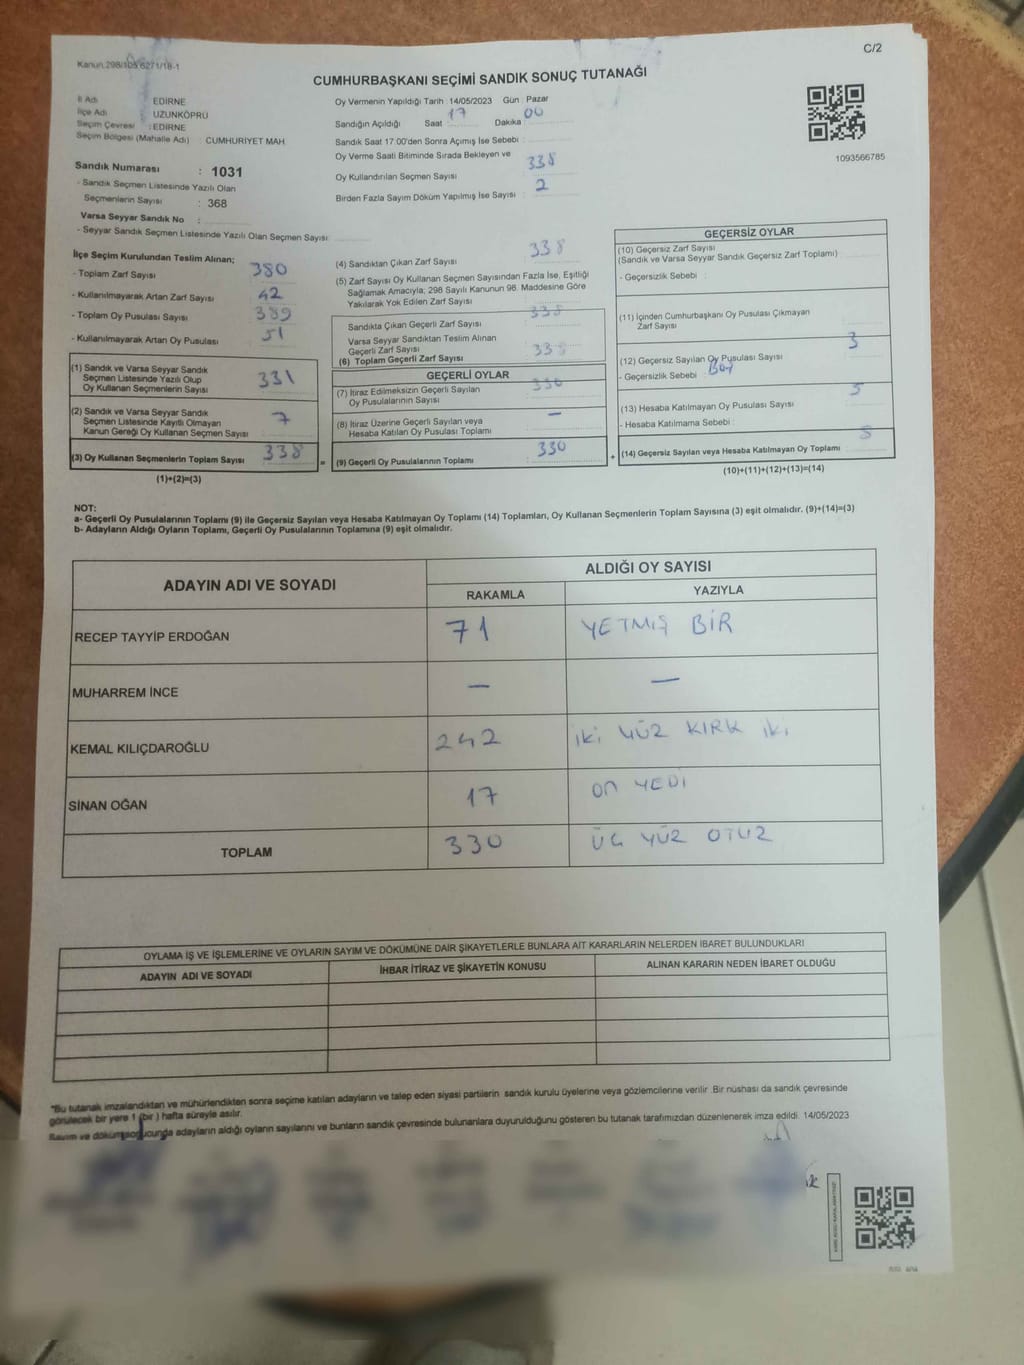 C/2
Kanun 298/105 6271/18-1
CUMHURBAŞKANI SEÇİMİ SANDIK SONUÇ TUTANAĞI
İl Adı EDİRNE
İlçe Adı UZUNKÖPRÜ
Seçim Çevresi : EDİRNE
Seçim Bölgesi (Mahalle Adı) CUMHURİYET MAH
Sandık Numarası : 1031
- Sandık Seçmen Listesinde Yazılı Olan
Seçmenlerin Sayısı : 368
Varsa Seyyar Sandık No :
- Seyyar Sandık Seçmen Listesinde Yazılı Olan Seçmen Sayısı
Oy Vermenin Yapıldığı Tarih 14/05/2023 Gün : Pazar
Sandığın Açıldığı Saat 17 Dakika : 00
Sandık Saat 17:00'den Sonra Açımış İse Sebebi :
Oy Verme Saati Bitiminde Sırada Bekleyen ve
Oy Kullandırılan Seçmen Sayısı 338
Birden Fazla Sayım Döküm Yapılmış İse Sayısı : 2
1093566785
İlçe Seçim Kurulundan Teslim Alınan;
- Toplam Zarf Sayısı 380
- Kullanılmayarak Artan Zarf Sayısı 42
- Toplam Oy Pusulası Sayısı 389
- Kullanılmayarak Artan Oy Pusulası 51
(1) Sandık ve Varsa Seyyar Sandık
Seçmen Listesinde Yazılı Olup
Oy Kullanan Seçmenlerin Sayısı 331
(2) Sandık ve Varsa Seyyar Sandık
Seçmen Listesinde Kayıtlı Olmayan
Kanun Gereği Oy Kullanan Seçmen Sayısı 7
(3) Oy Kullanan Seçmenlerin Toplam Sayısı 338
(1)+(2)=(3)
(4) Sandıktan Çıkan Zarf Sayısı 338
(5) Zarf Sayısı Oy Kullanan Seçmen Sayısından Fazla İse, Eşitliği
Sağlamak Amacıyla; 298 Sayılı Kanunun 98. Maddesine Göre
Yakılarak Yok Edilen Zarf Sayısı
Sandıkta Çıkan Geçerli Zarf Sayısı 338
Varsa Seyyar Sandıktan Teslim Alınan
Geçerli Zarf Sayısı
(6) Toplam Geçerli Zarf Sayısı 338
GEÇERLİ OYLAR
(7) İtiraz Edilmeksizin Geçerli Sayılan
Oy Pusulalarının Sayısı 330
(8) İtiraz Üzerine Geçerli Sayılan veya
Hesaba Katılan Oy Pusulası Toplamı —
= (9) Geçerli Oy Pusulalarının Toplamı 330
GEÇERSİZ OYLAR
(10) Geçersiz Zarf Sayısı
(Sandık ve Varsa Seyyar Sandık Geçersiz Zarf Toplamı) :
- Geçersizlik Sebebi :
(11) İçinden Cumhurbaşkanı Oy Pusulası Çıkmayan
Zarf Sayısı 3
(12) Geçersiz Sayılan Oy Pusulası Sayısı
- Geçersizlik Sebebi : 5
(13) Hesaba Katılmayan Oy Pusulası Sayısı
- Hesaba Katılmama Sebebi :
+ (14) Geçersiz Sayılan veya Hesaba Katılmayan Oy Toplamı
(10)+(11)+(12)+(13)=(14)
NOT:
a- Geçerli Oy Pusulalarının Toplamı (9) ile Geçersiz Sayılan veya Hesaba Katılmayan Oy Toplamı (14) Toplamları, Oy Kullanan Seçmenlerin Toplam Sayısına (3) eşit olmalıdır. (9)+(14)=(3)
b- Adayların Aldığı Oyların Toplamı, Geçerli Oy Pusulaları Toplamına (9) eşit olmalıdır.
ADAYIN ADI VE SOYADI ALDIĞI OY SAYISI
RAKAMLA YAZIYLA
RECEP TAYYİP ERDOĞAN 71 YETMİŞ BİR
MUHARREM İNCE — —
KEMAL KILIÇDAROĞLU 242 iki YÜZ KIRK iki
SİNAN OĞAN 17 ON YEDİ
TOPLAM 330 ÜÇ YÜZ OTUZ
OYLAMA İŞ VE İŞLEMLERİNE VE OYLARIN SAYIM VE DÖKÜMÜNE DAİR ŞİKAYETLERLE BUNLARA AİT KARARLARIN NELERDEN İBARET BULUNDUKLARI
ADAYIN ADI VE SOYADI İHBAR İTİRAZ VE ŞİKAYETİN KONUSU ALINAN KARARIN NEDEN İBARET OLDUĞU
*Bu tutanak imzalandıktan ve mühürlendikten sonra seçime katılan adayların ve talep eden siyasi partilerin sandık kurulu üyelerine veya gözlemcilerine verilir. Bir nüshası da sandık çevresinde
görülecek bir yere 1 (bir ) hafta süreyle asılır.
Sayım ve döküm sonucunda adayların aldığı oyların sayılarını ve bunların sandık çevresinde bulunanlara duyurulduğunu gösteren bu tutanak tarafımızdan düzenlenerek imza edildi. 14/05/2023